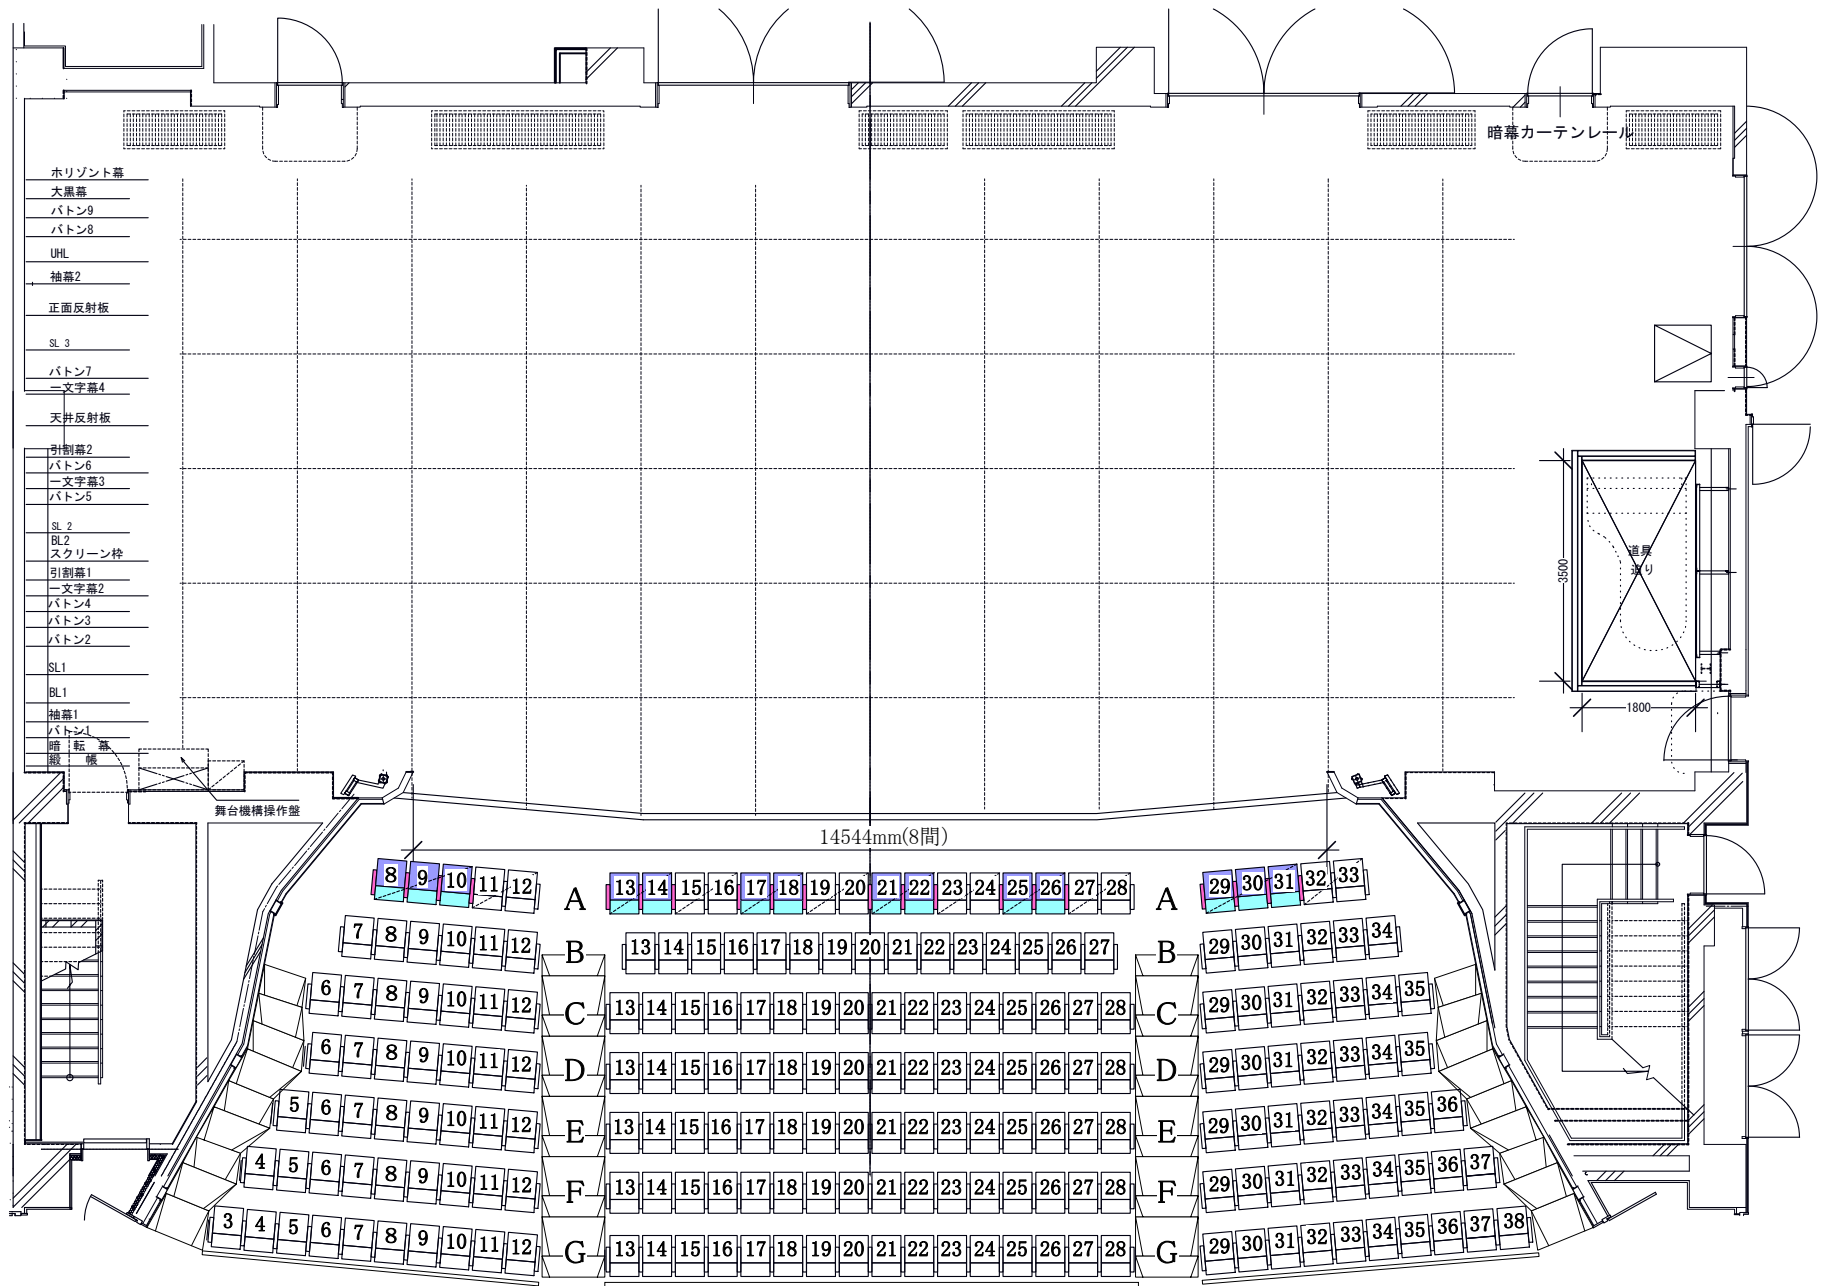 暗幕カーテンレール
ホリゾント幕
大黒幕
バトン9
バトン8
UHL
袖幕2
正面反射板
SL 3
バトン7
一文字幕4
天井反射板
引割幕2
バトン6
一文字幕3
バトン5
SL 2
BL2
スクリーン枠
引割幕1
一文字幕2
バトン4
バトン3
バトン2
SL1
BL1
袖幕1
バトン1
暗 転 幕
緞 帳
舞台機構操作盤
道具
迫り
3500
1800
14544mm(8間)
8 9 10 11 12 A 13 14 15 16 17 18 19 20 21 22 23 24 25 26 27 28 A 29 30 31 32 33
7 8 9 10 11 12 B 13 14 15 16 17 18 19 20 21 22 23 24 25 26 27 B 29 30 31 32 33 34
6 7 8 9 10 11 12 C 13 14 15 16 17 18 19 20 21 22 23 24 25 26 27 28 C 29 30 31 32 33 34 35
6 7 8 9 10 11 12 D 13 14 15 16 17 18 19 20 21 22 23 24 25 26 27 28 D 29 30 31 32 33 34 35
5 6 7 8 9 10 11 12 E 13 14 15 16 17 18 19 20 21 22 23 24 25 26 27 28 E 29 30 31 32 33 34 35 36
4 5 6 7 8 9 10 11 12 F 13 14 15 16 17 18 19 20 21 22 23 24 25 26 27 28 F 29 30 31 32 33 34 35 36 37
3 4 5 6 7 8 9 10 11 12 G 13 14 15 16 17 18 19 20 21 22 23 24 25 26 27 28 G 29 30 31 32 33 34 35 36 37 38